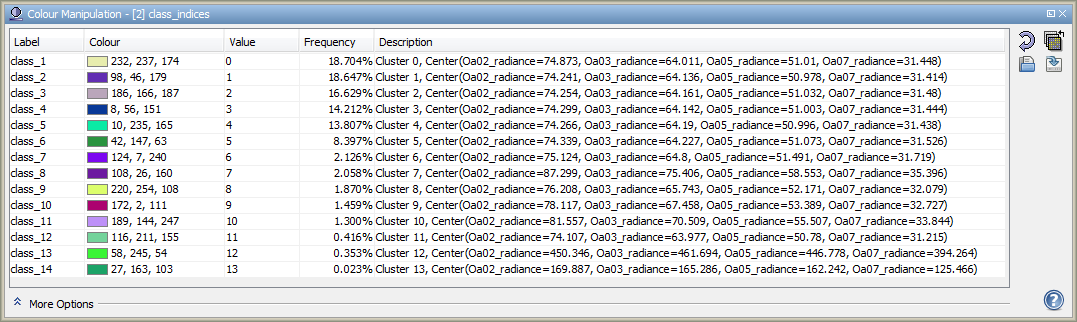 Colour Manipulation - [2] class_indices
Label Colour Value Frequency Description
class_1 232, 237, 174 0 18.704% Cluster 0, Center(Oa02_radiance=74.873, Oa03_radiance=64.011, Oa05_radiance=51.01, Oa07_radiance=31.448)
class_2 98, 46, 179 1 18.647% Cluster 1, Center(Oa02_radiance=74.241, Oa03_radiance=64.136, Oa05_radiance=50.978, Oa07_radiance=31.414)
class_3 186, 166, 187 2 16.629% Cluster 2, Center(Oa02_radiance=74.254, Oa03_radiance=64.161, Oa05_radiance=51.032, Oa07_radiance=31.48)
class_4 8, 56, 151 3 14.212% Cluster 3, Center(Oa02_radiance=74.299, Oa03_radiance=64.142, Oa05_radiance=51.003, Oa07_radiance=31.444)
class_5 10, 235, 165 4 13.807% Cluster 4, Center(Oa02_radiance=74.266, Oa03_radiance=64.19, Oa05_radiance=50.996, Oa07_radiance=31.438)
class_6 42, 147, 63 5 8.397% Cluster 5, Center(Oa02_radiance=74.339, Oa03_radiance=64.227, Oa05_radiance=51.073, Oa07_radiance=31.526)
class_7 124, 7, 240 6 2.126% Cluster 6, Center(Oa02_radiance=75.124, Oa03_radiance=64.8, Oa05_radiance=51.491, Oa07_radiance=31.719)
class_8 108, 26, 160 7 2.058% Cluster 7, Center(Oa02_radiance=87.299, Oa03_radiance=75.406, Oa05_radiance=58.553, Oa07_radiance=35.396)
class_9 220, 254, 108 8 1.870% Cluster 8, Center(Oa02_radiance=76.208, Oa03_radiance=65.743, Oa05_radiance=52.171, Oa07_radiance=32.079)
class_10 172, 2, 111 9 1.459% Cluster 9, Center(Oa02_radiance=78.117, Oa03_radiance=67.458, Oa05_radiance=53.389, Oa07_radiance=32.727)
class_11 189, 144, 247 10 1.300% Cluster 10, Center(Oa02_radiance=81.557, Oa03_radiance=70.509, Oa05_radiance=55.507, Oa07_radiance=33.844)
class_12 116, 211, 155 11 0.416% Cluster 11, Center(Oa02_radiance=74.107, Oa03_radiance=63.977, Oa05_radiance=50.78, Oa07_radiance=31.215)
class_13 58, 245, 54 12 0.353% Cluster 12, Center(Oa02_radiance=450.346, Oa03_radiance=461.694, Oa05_radiance=446.778, Oa07_radiance=394.264)
class_14 27, 163, 103 13 0.023% Cluster 13, Center(Oa02_radiance=169.887, Oa03_radiance=165.286, Oa05_radiance=162.242, Oa07_radiance=125.466)
More Options